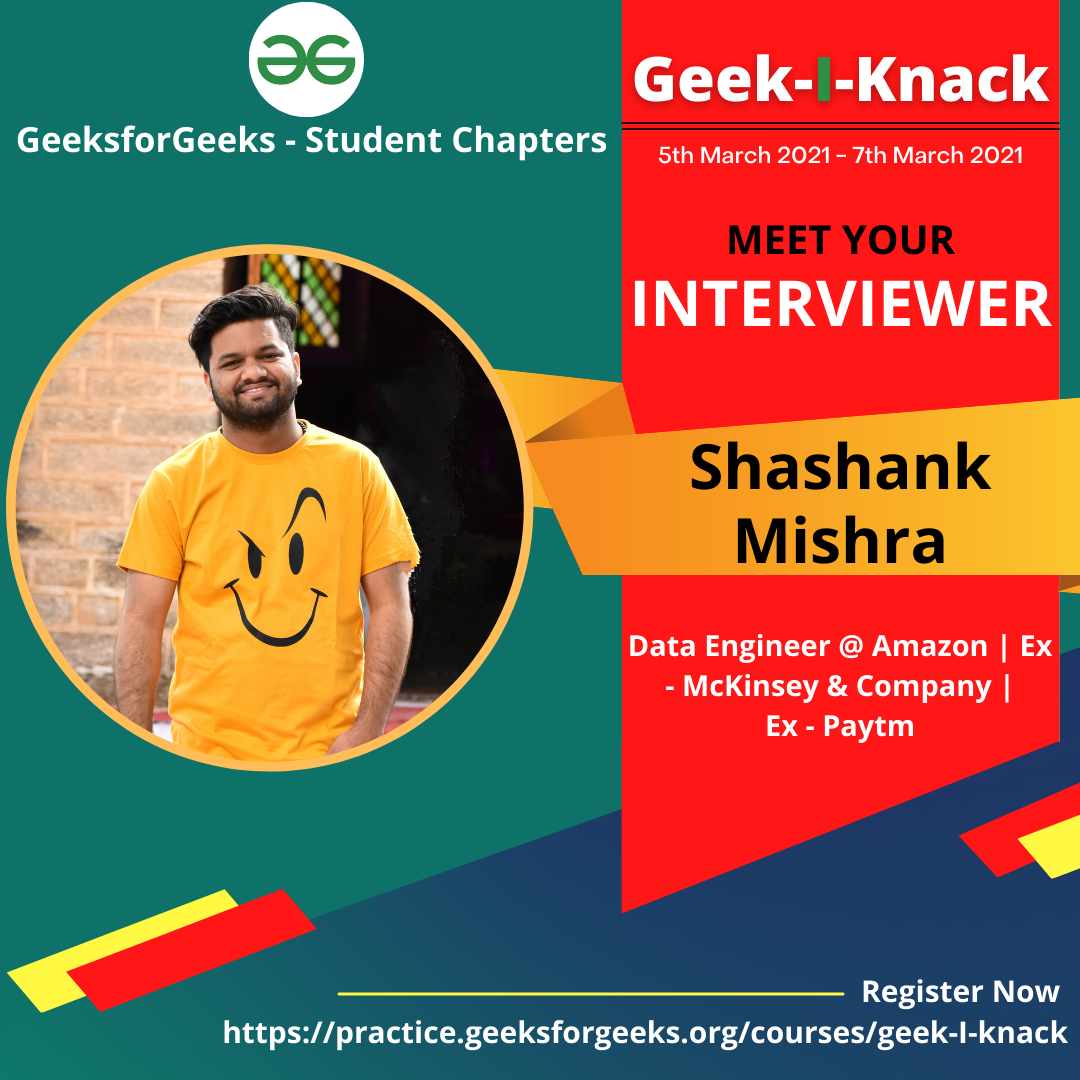 GeeksforGeeks - Student Chapters
Geek-I-Knack
5th March 2021 - 7th March 2021
MEET YOUR
INTERVIEWER
Shashank
Mishra
Data Engineer @ Amazon | Ex
- McKinsey & Company |
Ex - Paytm
Register Now
https://practice.geeksforgeeks.org/courses/geek-I-knack